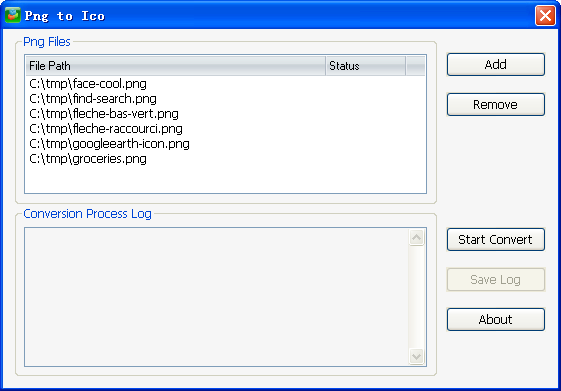 Png to Ico
Png Files
File Path Status
C:\tmp\face-cool.png
C:\tmp\find-search.png
C:\tmp\fleche-bas-vert.png
C:\tmp\fleche-raccourci.png
C:\tmp\googleearth-icon.png
C:\tmp\groceries.png
Add
Remove
Conversion Process Log
Start Convert
Save Log
About